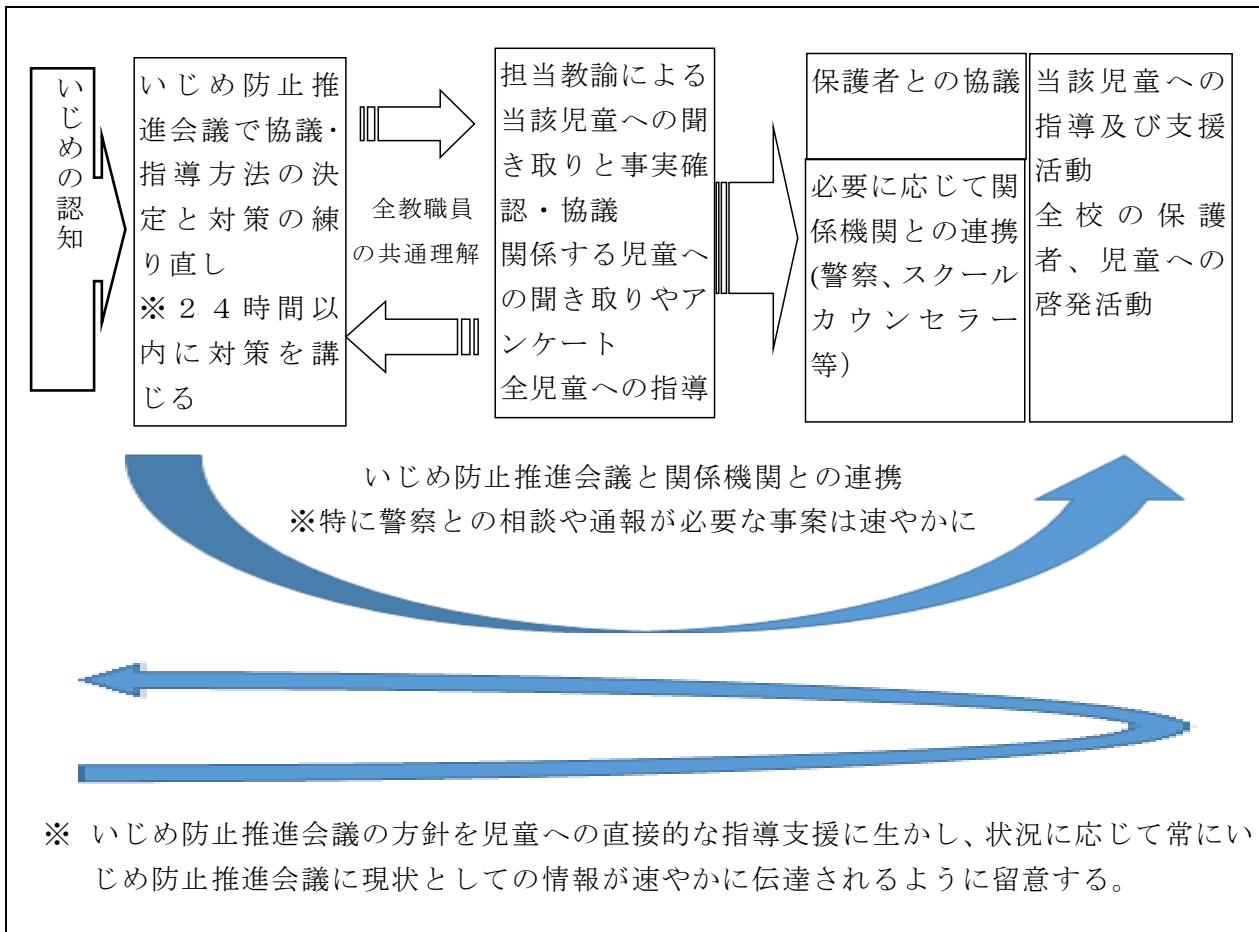 いじめの認知
いじめ防止推
進会議で協議・
指導方法の決
定と対策の練
り直し
※24時間以
内に対策を講
じる
全教職員
の共通理解
担当教諭による
当該児童への聞
き取りと事実確
認・協議
関係する児童へ
の聞き取りやア
ンケート
全児童への指導
保護者との協議
必要に応じて関
係機関との連携
(警察、スクール
カウンセラー
等)
当該児童への
指導及び支援
活動
全校の保護
者、児童への
啓発活動
いじめ防止推進会議と関係機関との連携
※特に警察との相談や通報が必要な事案は速やかに
※ いじめ防止推進会議の方針を児童への直接的な指導支援に生かし、状況に応じて常にい
じめ防止推進会議に現状としての情報が速やかに伝達されるように留意する。